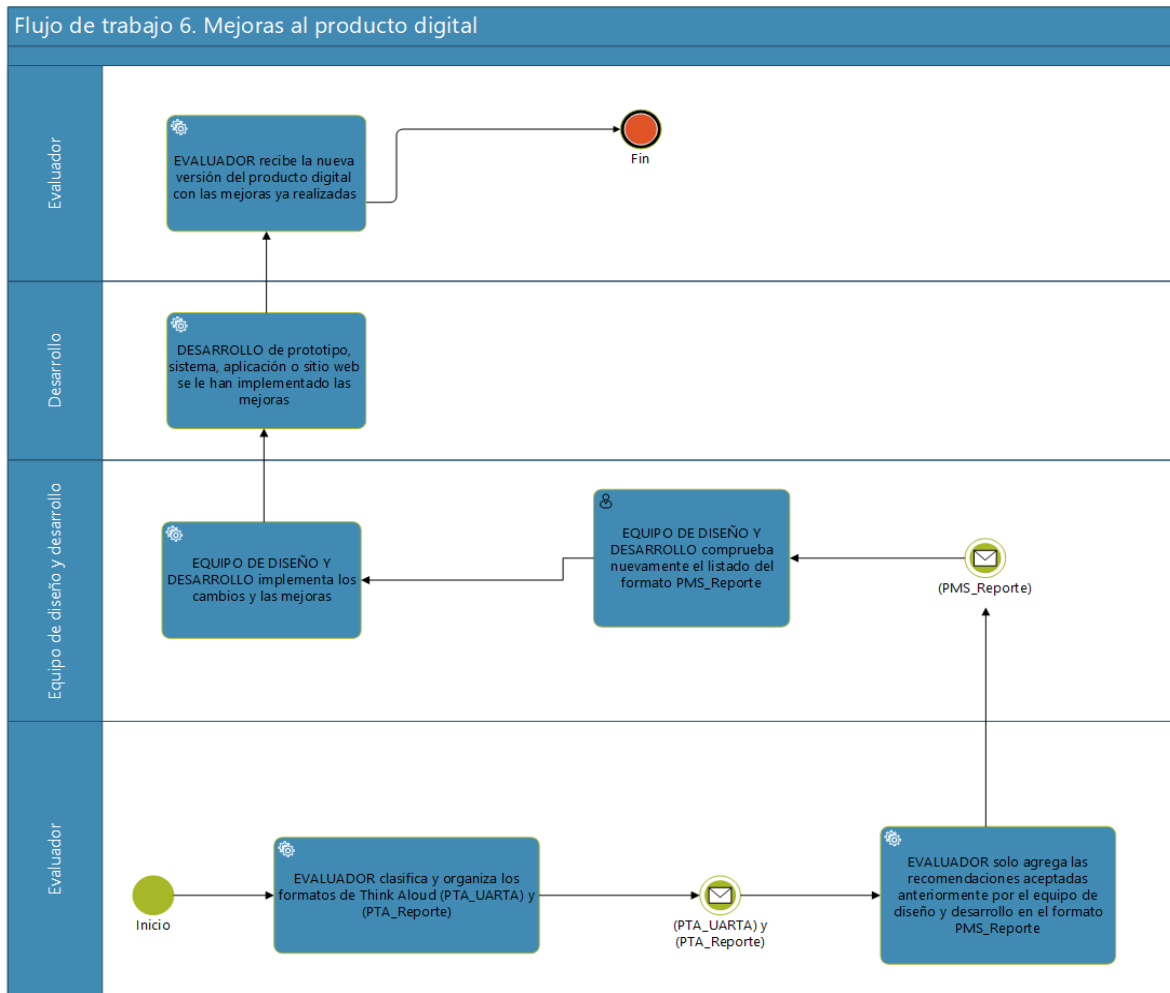 Flujo de trabajo 6. Mejoras al producto digital
Evaluador
EVALUADOR recibe la nueva
versión del producto digital
con las mejoras ya realizadas
Fin
Desarrollo
DESARROLLO de prototipo,
sistema, aplicación o sitio web
se le han implementado las
mejoras
Equipo de diseño y desarrollo
EQUIPO DE DISEÑO Y
DESARROLLO implementa los
cambios y las mejoras
EQUIPO DE DISEÑO Y
DESARROLLO comprueba
nuevamente el listado del
formato PMS_Reporte
(PMS_Reporte)
Evaluador
Inicio
EVALUADOR clasifica y organiza los
formatos de Think Aloud (PTA_UARTA) y
(PTA_Reporte)
(PTA_UARTA) y
(PTA_Reporte)
EVALUADOR solo agrega las
recomendaciones aceptadas
anteriormente por el equipo de
diseño y desarrollo en el formato
PMS_Reporte